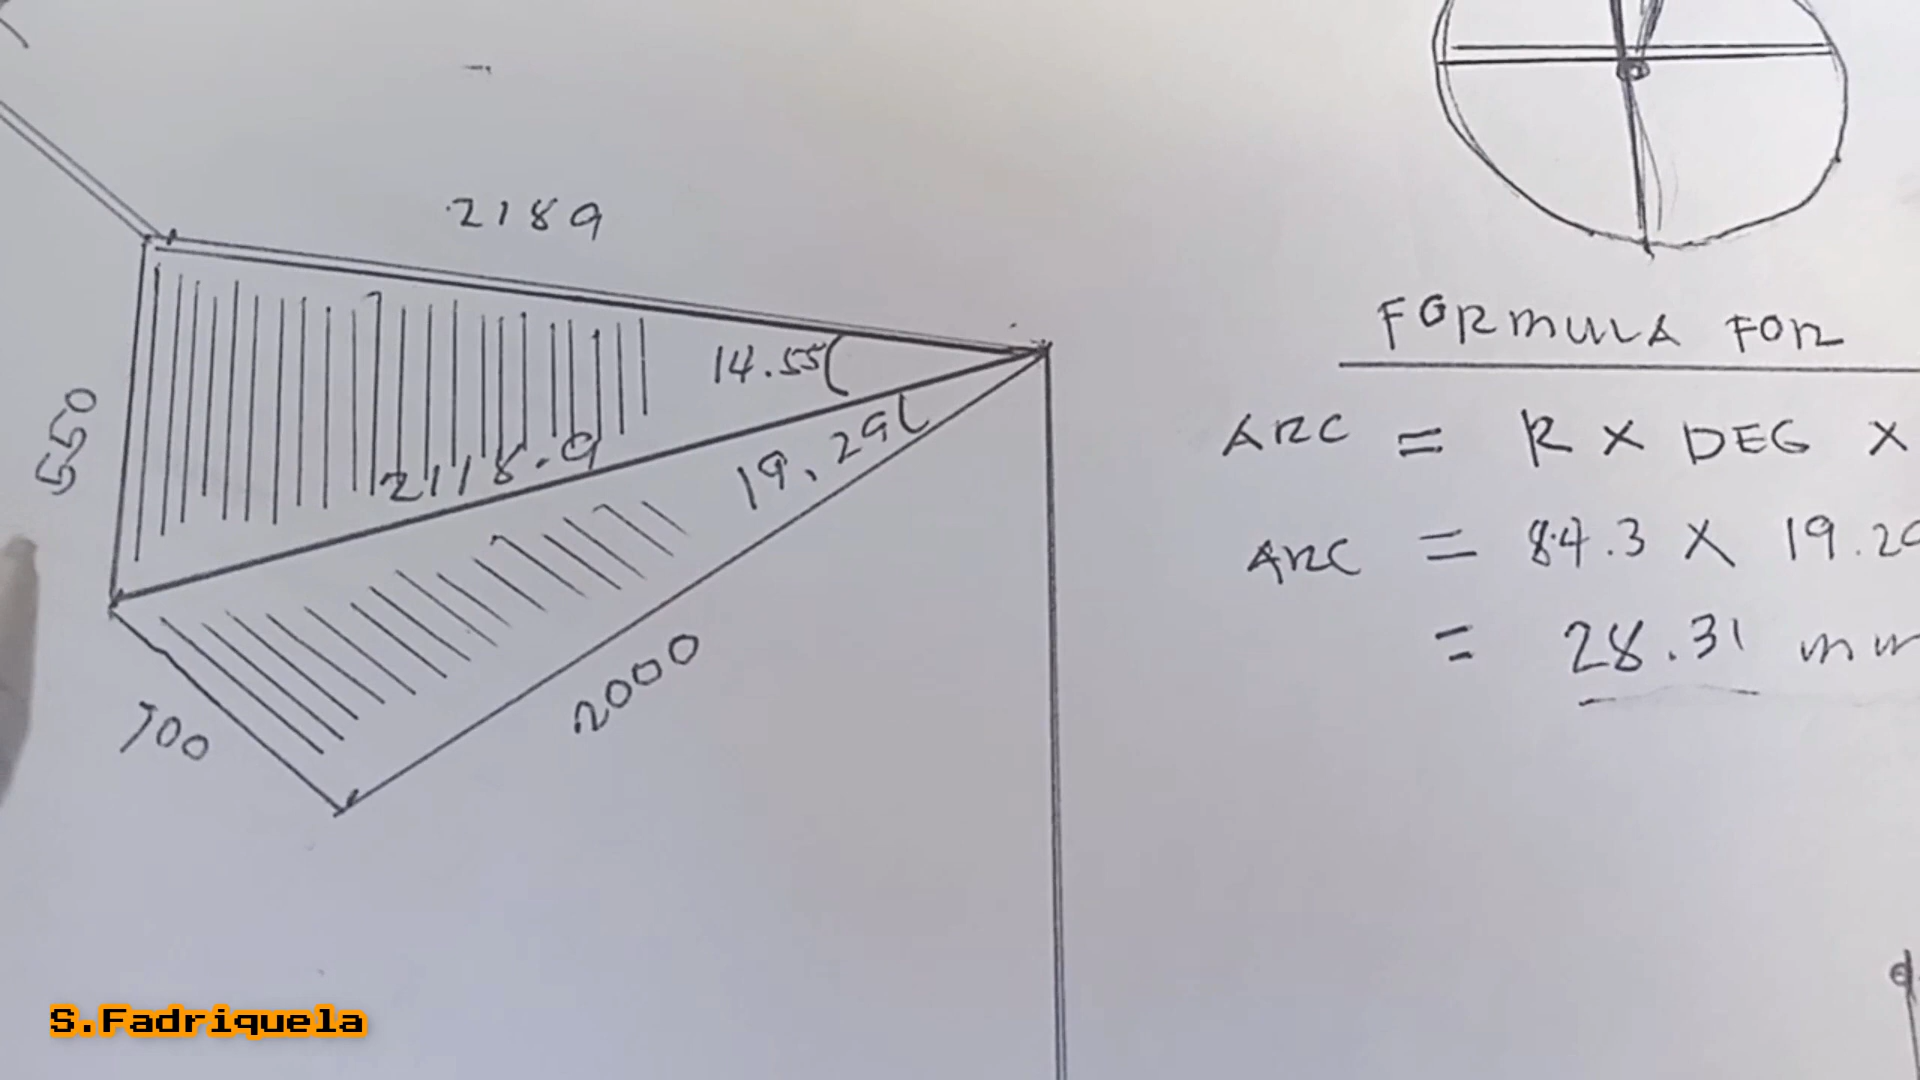 2189
550
14.55
2118.9
19.29
700
2000
FORMULA FOR
ARC = R X DEG X
ARC = 84.3 X 19.29
= 28.31 mm
S.Fadriquela